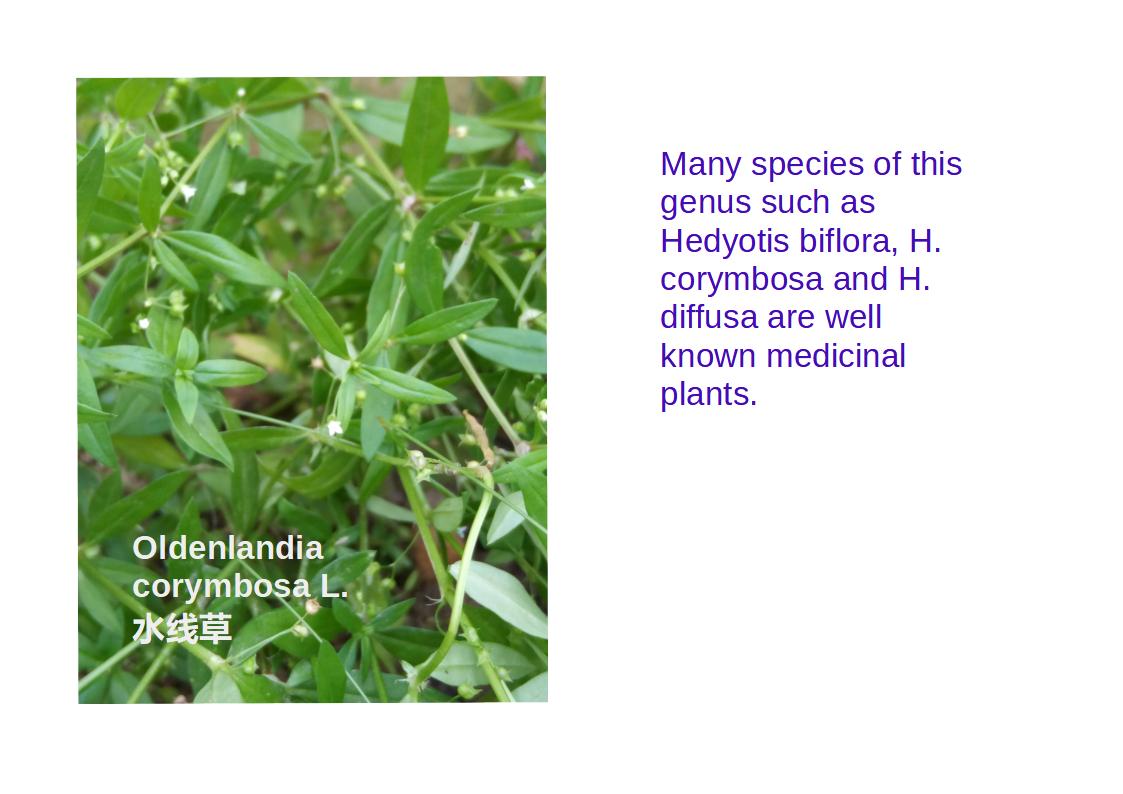 Many species of this
genus such as
Hedyotis biflora, H.
corymbosa and H.
diffusa are well
known medicinal
plants.
Oldenlandia
corymbosa L.
水线草